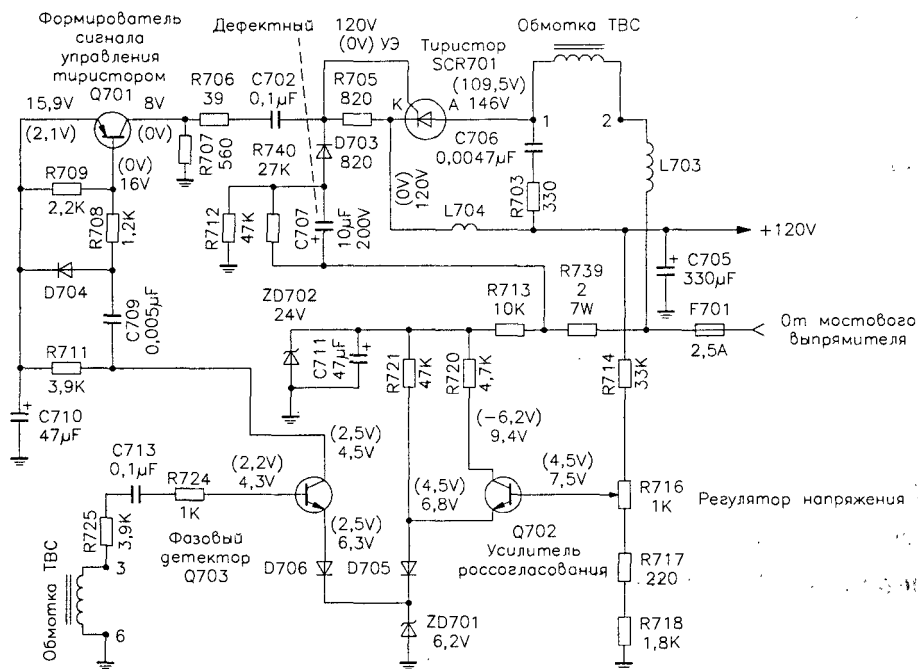 Формирователь
сигнала
управления
тиристором
Q701
Дефектный
120V
(0V) УЭ
Тиристор
SCR701
(109,5V)
146V
Обмотка ТВС
15,9V
(2,1V)
8V
(0V)
R706
39
C702
0,1µF
R705
820
K
A
1
2
R707
560
D703
820
C706
0,0047µF
L703
(0V)
16V
R740
27K
R709
2,2K
R708
1,2K
R712
47K
C707
+
10µF
200V
(0V)
120V
R703
330
L704
+120V
D704
C709
0,005µF
ZD702
24V
R713
10K
R739
2
7W
+
C705
330µF
F701
2,5A
От мостового
выпрямителя
R711
3,9K
C711
47µF
+
R721
47K
R720
4,7K
R714
33K
+
C710
47µF
(2,5V)
4,5V
(-6,2V)
9,4V
C713
0,1µF
R724
1K
(2,2V)
4,3V
(4,5V)
6,8V
(4,5V)
7,5V
R716
1K
Регулятор напряжения
R725
3,9K
Фазовый
детектор
Q703
(2,5V)
6,3V
Q702
Усилитель
россогласования
D706
D705
R717
220
Обмотка ТВС
3
6
ZD701
6,2V
R718
1,8K